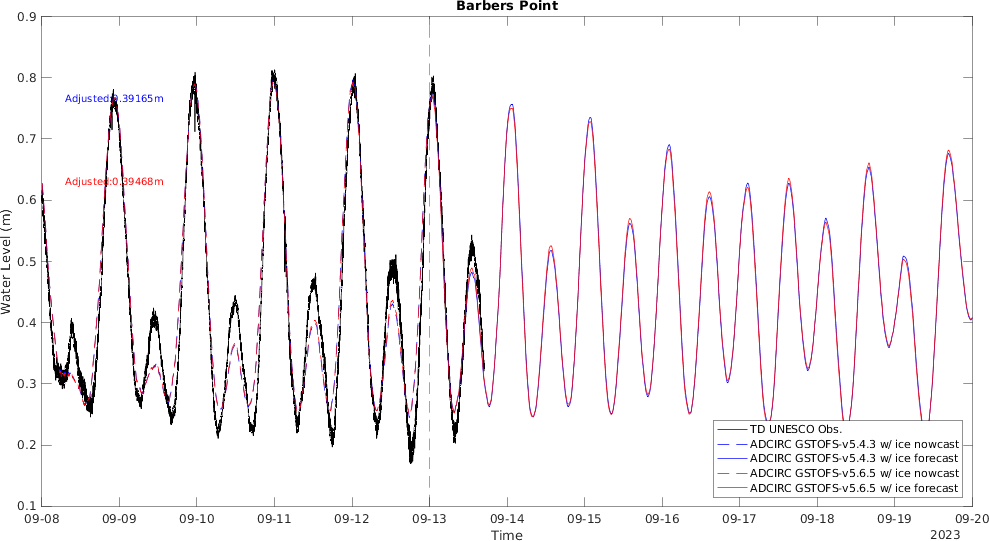 Barbers Point
0.9
0.8
0.7
0.6
0.5
0.4
0.3
0.2
0.1
Water Level (m)
Adjusted:0.39165m
Adjusted:0.39468m
TD UNESCO Obs.
ADCIRC GSTOFS-v5.4.3 w/ ice nowcast
ADCIRC GSTOFS-v5.4.3 w/ ice forecast
ADCIRC GSTOFS-v5.6.5 w/ ice nowcast
ADCIRC GSTOFS-v5.6.5 w/ ice forecast
09-08 09-09 09-10 09-11 09-12 09-13 09-14 09-15 09-16 09-17 09-18 09-19 09-20
Time
2023